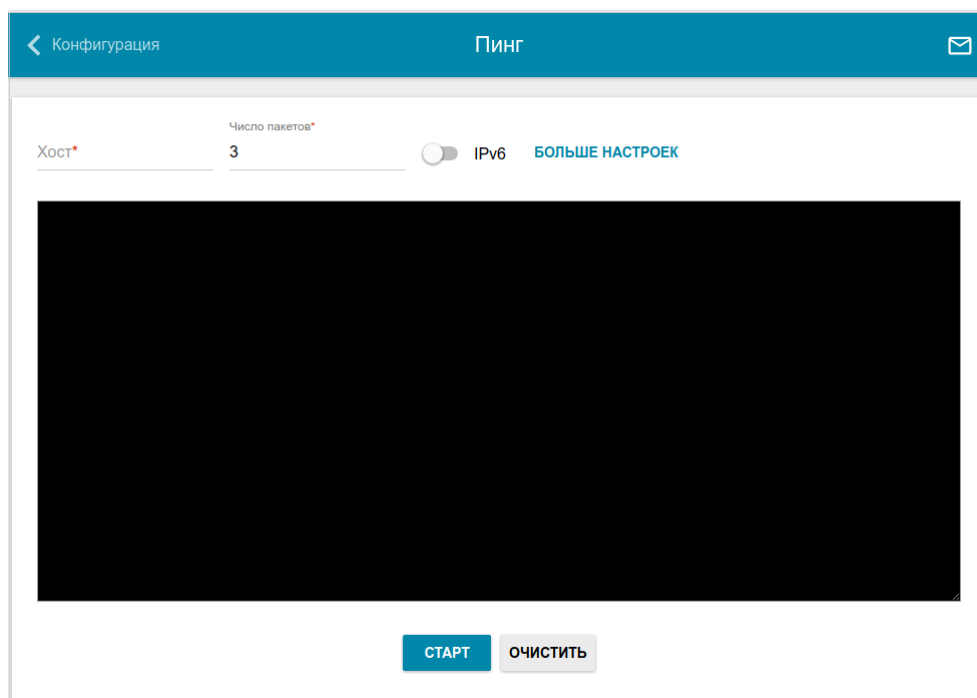 Конфигурация
Пинг
Число пакетов*
Хост*
3
IPv6
БОЛЬШЕ НАСТРОЕК
СТАРТ
ОЧИСТИТЬ